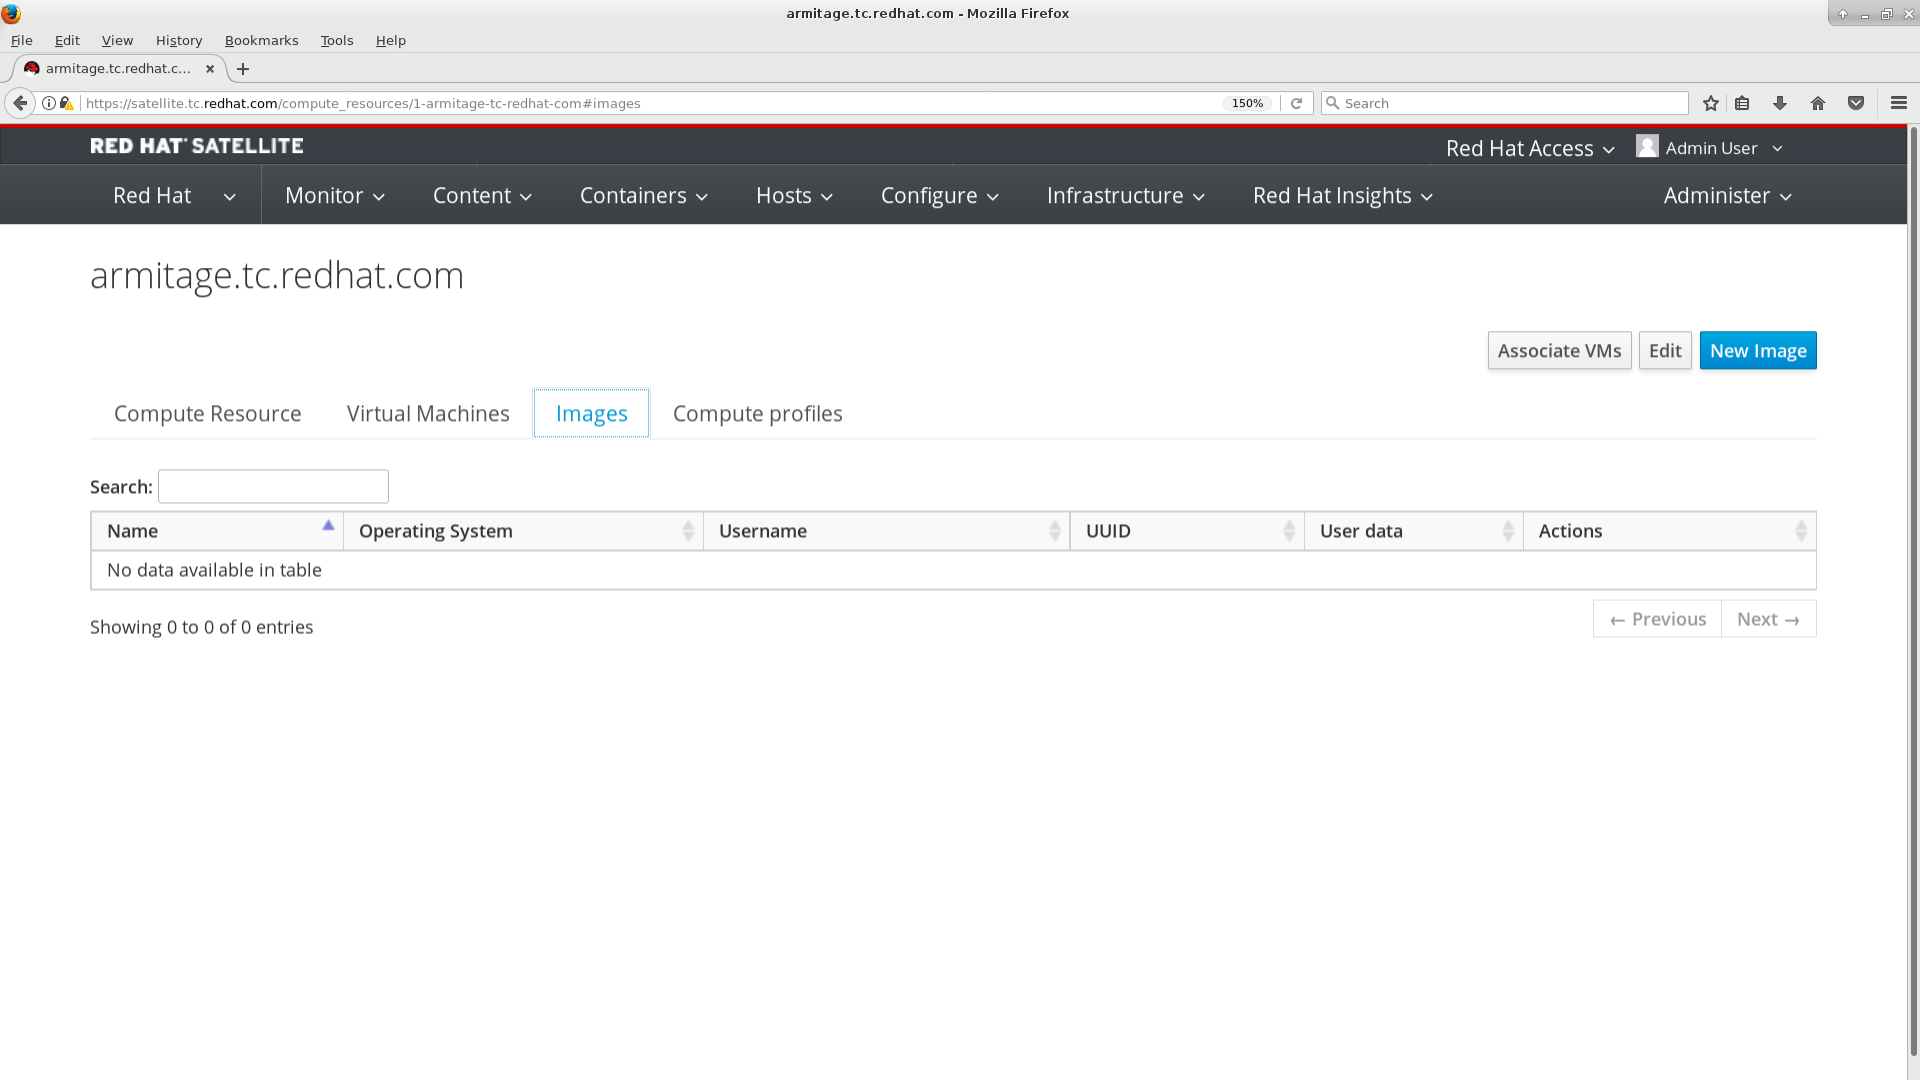 armitage.tc.redhat.com - Mozilla Firefox
File Edit View History Bookmarks Tools Help
armitage.tc.redhat.c...
https://satellite.tc.redhat.com/compute_resources/1-armitage-tc-redhat-com#images 150% Search
RED HAT SATELLITE Red Hat Access Admin User
Red Hat Monitor Content Containers Hosts Configure Infrastructure Red Hat Insights Administer
armitage.tc.redhat.com
Associate VMs Edit New Image
Compute Resource Virtual Machines Images Compute profiles
Search:
Name Operating System Username UUID User data Actions
No data available in table
Showing 0 to 0 of 0 entries ← Previous Next →